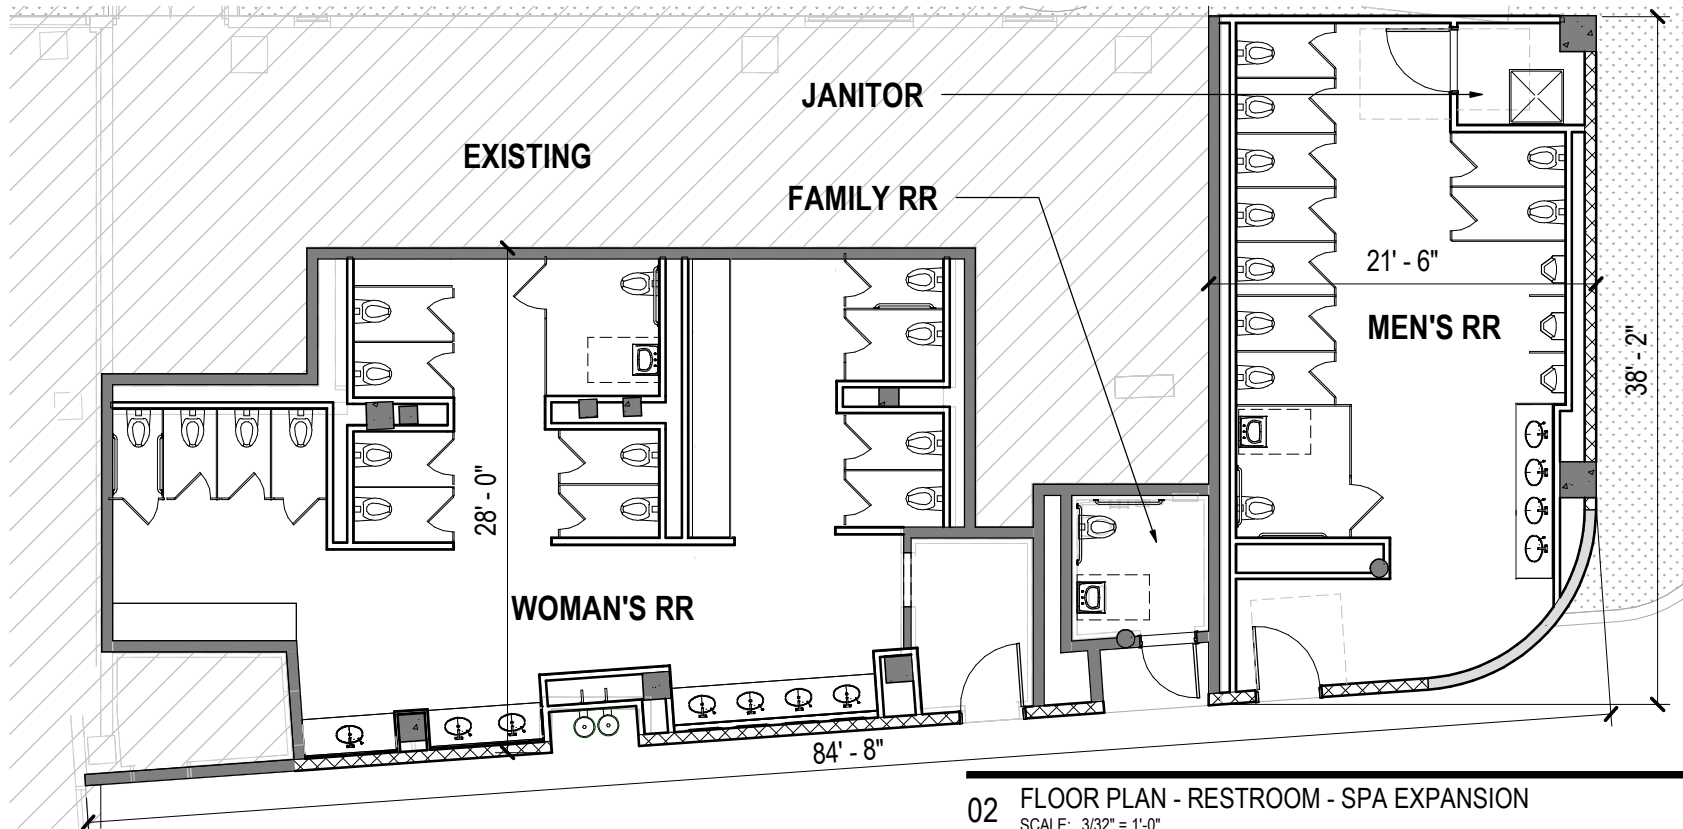 JANITOR
EXISTING
FAMILY RR
21' - 6"
MEN'S RR
38' - 2"
28' - 0"
WOMAN'S RR
84' - 8"
02 FLOOR PLAN - RESTROOM - SPA EXPANSION
SCALE: 3/32" = 1'-0"